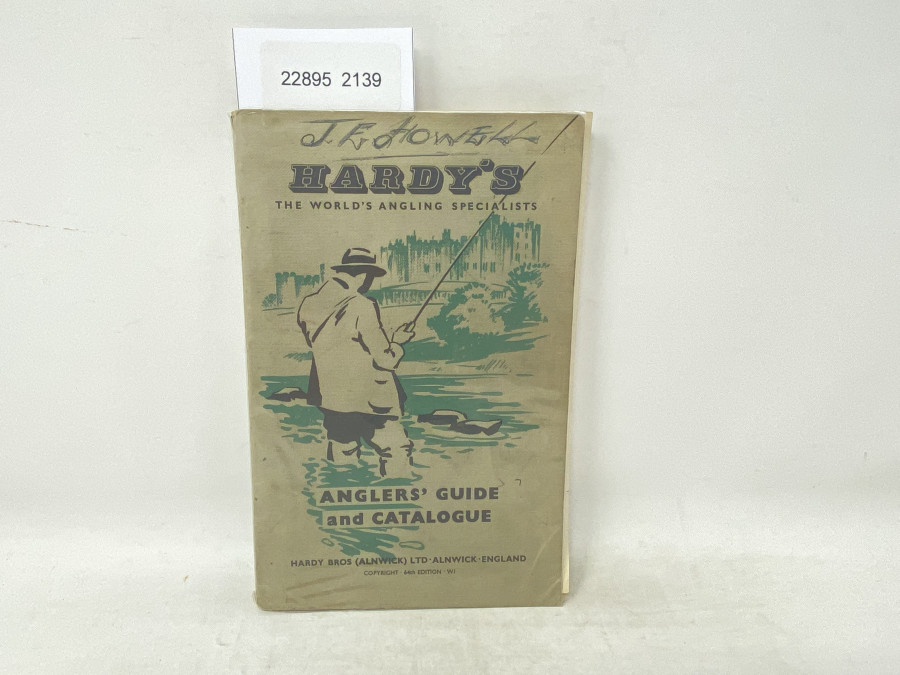 22895 2139
J. E. HOWELL
HARDY'S
THE WORLD'S ANGLING SPECIALISTS
ANGLERS' GUIDE
and CATALOGUE
HARDY BROS (ALNWICK) LTD·ALNWICK·ENGLAND
COPYRIGHT · 64th EDITION · W1